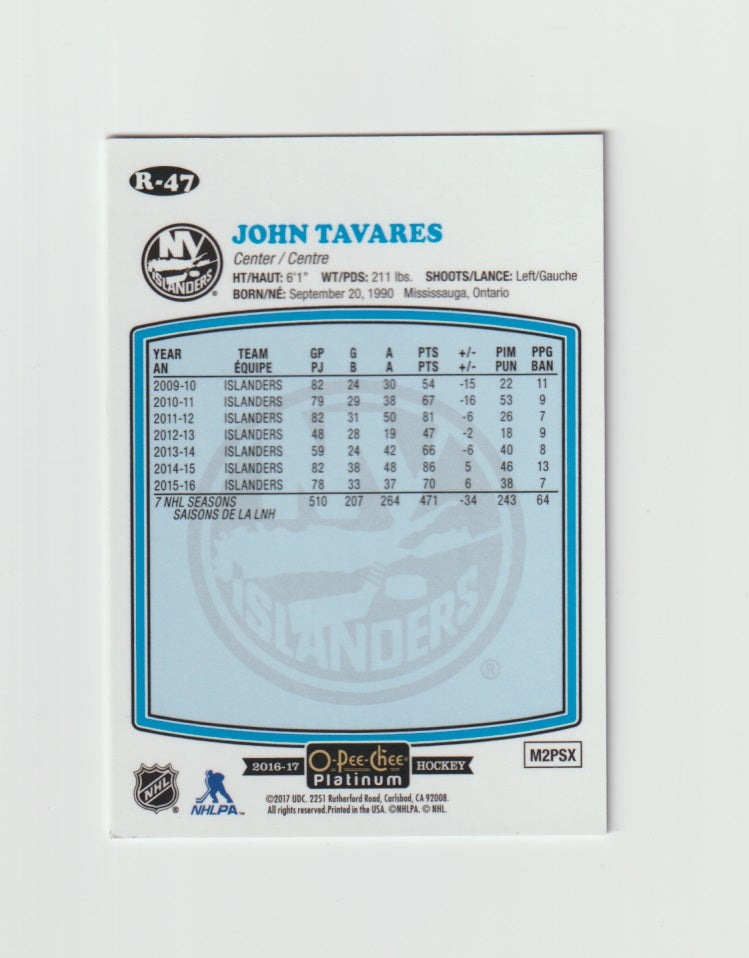 R-47
NY
ISLANDERS
JOHN TAVARES
Center / Centre
HT/HAUT: 6'1" WT/PDS: 211 lbs. SHOOTS/LANCE: Left/Gauche
BORN/NÉ: September 20, 1990 Mississauga, Ontario
YEAR TEAM GP G A PTS +/- PIM PPG
AN ÉQUIPE PJ B A PTS +/- PUN BAN
2009-10 ISLANDERS 82 24 30 54 -15 22 11
2010-11 ISLANDERS 79 29 38 67 -16 53 9
2011-12 ISLANDERS 82 31 50 81 -6 26 7
2012-13 ISLANDERS 48 28 19 47 -2 18 9
2013-14 ISLANDERS 59 24 42 66 -6 40 8
2014-15 ISLANDERS 82 38 48 86 5 46 13
2015-16 ISLANDERS 78 33 37 70 6 38 7
7 NHL SEASONS 510 207 264 471 -34 243 64
SAISONS DE LA LNH
NY
ISLANDERS
®
M2PSX
2016-17 O-Pee-Chee HOCKEY
Platinum
NHL ® NHLPA™
©2017 UDC. 2251 Rutherford Road, Carlsbad, CA 92008.
All rights reserved.Printed in the USA. ©NHLPA. © NHL.